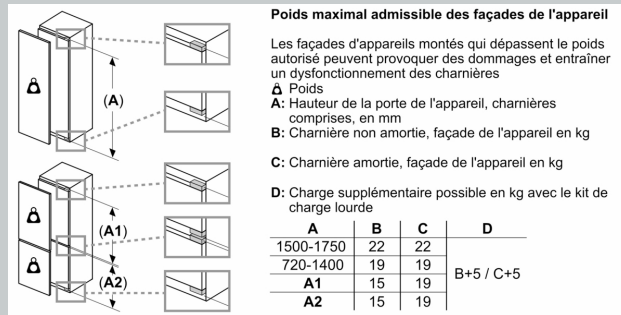 Poids maximal admissible des façades de l'appareil
Les façades d'appareils montés qui dépassent le poids
autorisé peuvent provoquer des dommages et entraîner
un dysfonctionnement des charnières
Poids
A: Hauteur de la porte de l'appareil, charnières
comprises, en mm
B: Charnière non amortie, façade de l'appareil en kg
C: Charnière amortie, façade de l'appareil en kg
D: Charge supplémentaire possible en kg avec le kit de
charge lourde
A B C D
1500-1750 22 22
720-1400 19 19
B+5 / C+5
A1 15 19
A2 15 19
(A)
(A1)
(A2)